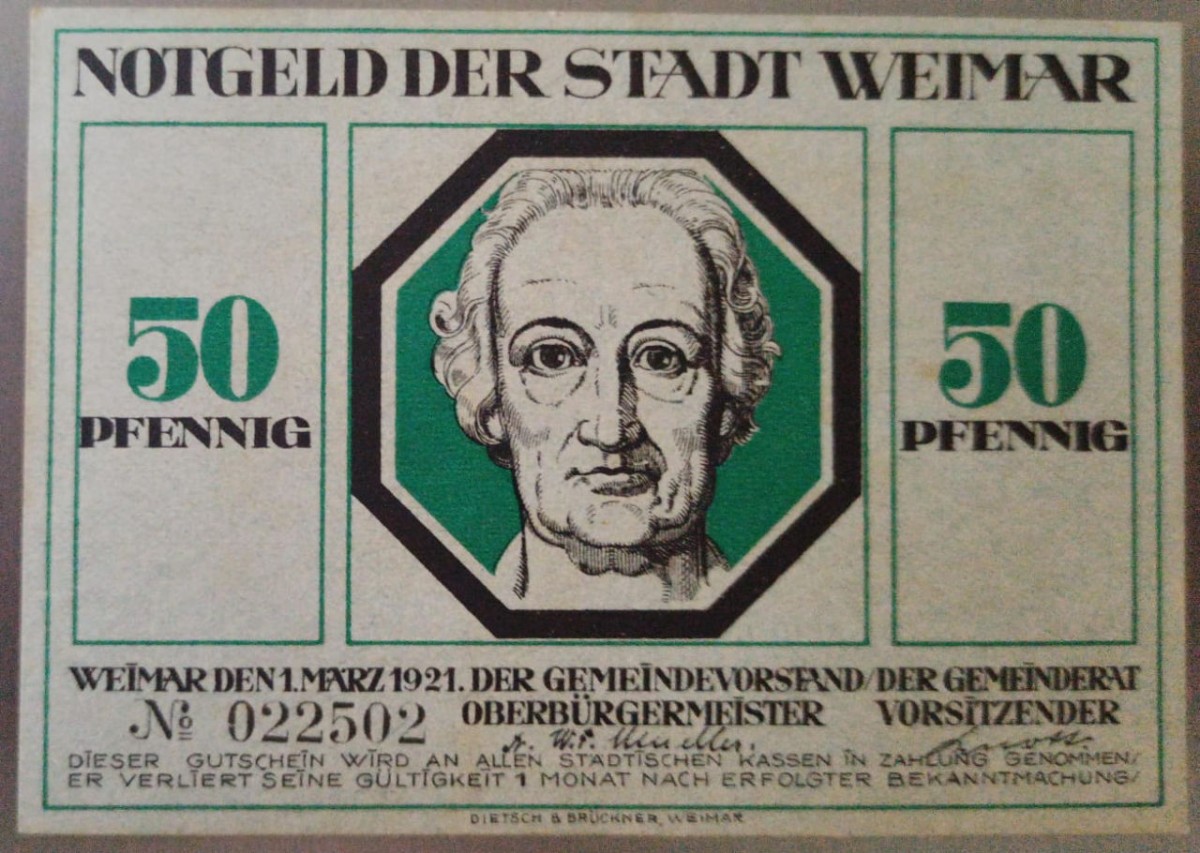 NOTGELD DER STADT WEIMAR
50
PFENNIG
50
PFENNIG
WEIMAR DEN 1. MÄRZ 1921. DER GEMEINDEVORSTAND / DER GEMEINDERAT
No 022502 OBERBÜRGERMEISTER VORSITZENDER
Mueller.
DIESER GUTSCHEIN WIRD AN ALLEN STÄDTISCHEN KASSEN IN ZAHLUNG GENOMMEN/
ER VERLIERT SEINE GÜLTIGKEIT 1 MONAT NACH ERFOLGTER BEKANNTMACHUNG/
DIETSCH & BRÜCKNER, WEIMAR